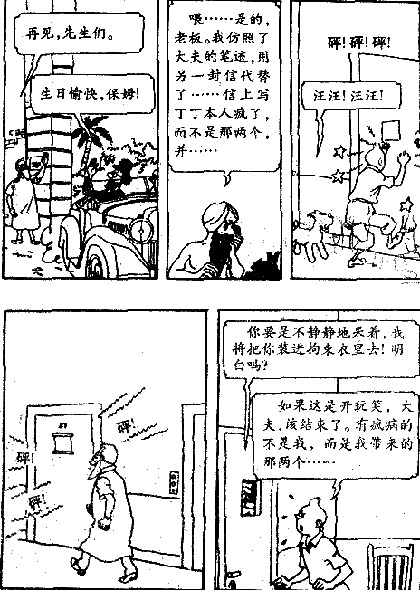 再见,先生们。
生日愉快,保姆!
喂……是的,
老板。我仿照了
大夫的笔迹,用
另一封信代替
了……信上写
丁丁本人疯了,
而不是那两个。
并……
砰!砰!砰!
汪汪!汪汪!
砰!
砰!
砰!
你要是不静静地呆着,我
将把你装进拘束衣里去!明
白吗?
如果这是开玩笑,大
夫,该结束了。有疯病的
不是我,而是我带来的
那两个……